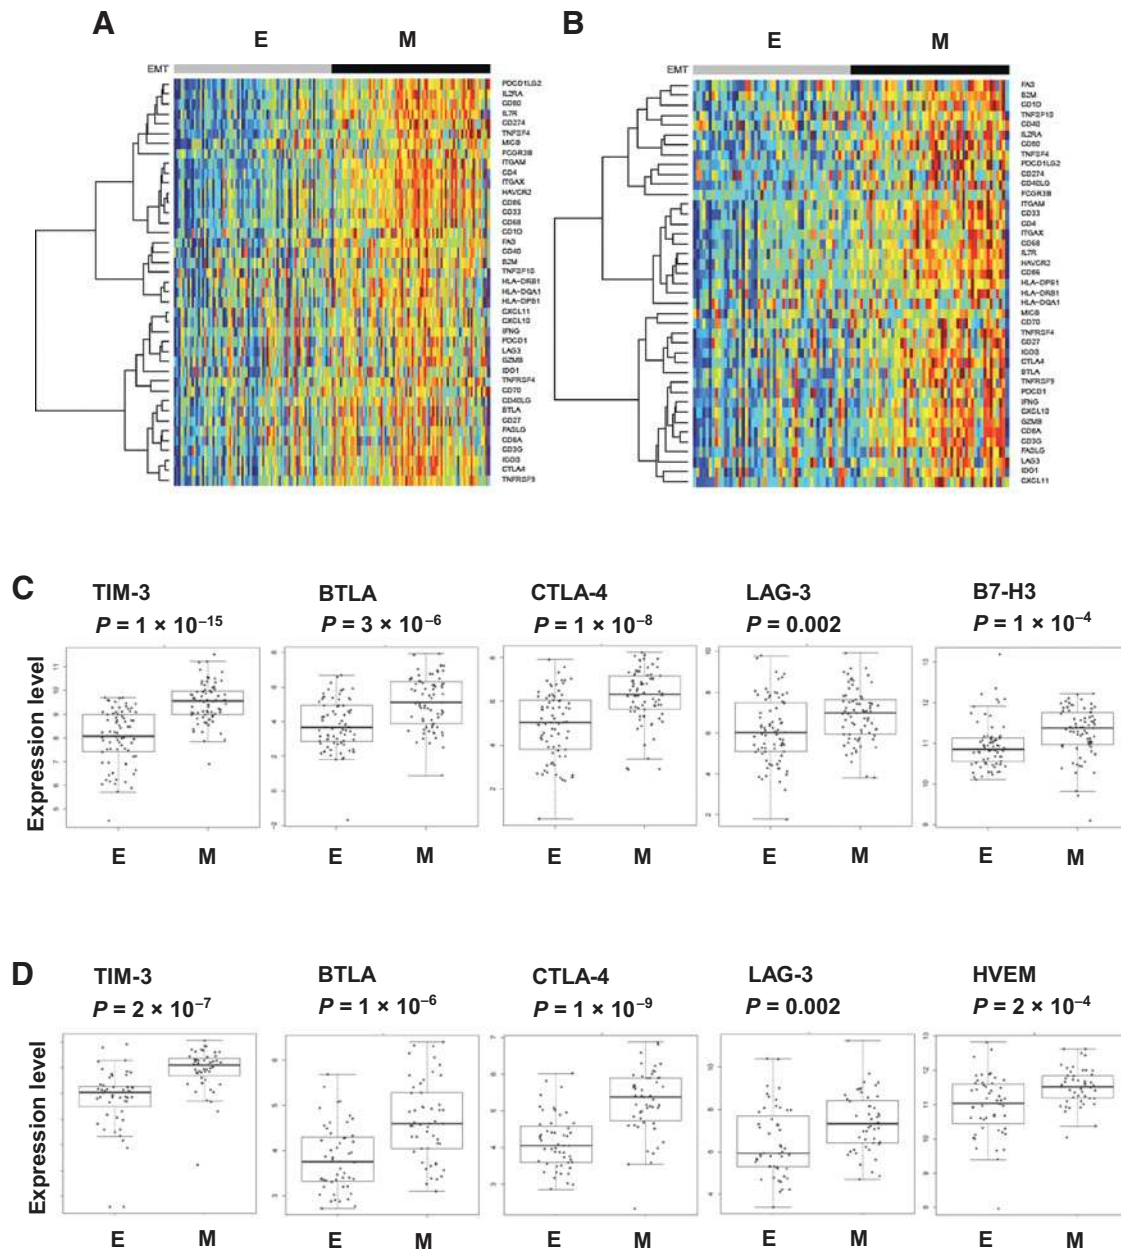 A
B
E
M
E
M
EMT
EMT
PDCD1LG2
IL2RA
CD80
IL7R
CD274
TNFSF4
MICB
FCGR3B
ITGAM
CD4
ITGAX
HAVCR2
CD86
CD33
CD68
CD1D
FAS
CD40
B2M
TNFSF10
HLA-DRB1
HLA-DQA1
HLA-DPB1
CXCL11
CXCL10
IFNG
PDCD1
LAG3
GZMB
IDO1
TNFRSF4
CD70
CD40LG
BTLA
CD27
FASLG
CD8A
CD3G
ICOS
CTLA4
TNFRSF9
FAS
B2M
CD1D
TNFSF10
CD40
IL2RA
CD80
TNFSF4
PDCD1LG2
CD274
CD40LG
FCGR3B
ITGAM
CD33
CD4
ITGAX
CD68
IL7R
HAVCR2
CD86
HLA-DPB1
HLA-DRB1
HLA-DQA1
MICB
CD70
TNFRSF4
CD27
ICOS
CTLA4
BTLA
TNFRSF9
PDCD1
IFNG
CXCL10
GZMB
CD8A
CD3G
FASLG
LAG3
IDO1
CXCL11
C
TIM-3
BTLA
CTLA-4
LAG-3
B7-H3
P = 1 × 10⁻¹⁵
P = 3 × 10⁻⁶
P = 1 × 10⁻⁸
P = 0.002
P = 1 × 10⁻⁴
Expression level
E
M
E
M
E
M
E
M
E
M
D
TIM-3
BTLA
CTLA-4
LAG-3
HVEM
P = 2 × 10⁻⁷
P = 1 × 10⁻⁶
P = 1 × 10⁻⁹
P = 0.002
P = 2 × 10⁻⁴
Expression level
E
M
E
M
E
M
E
M
E
M